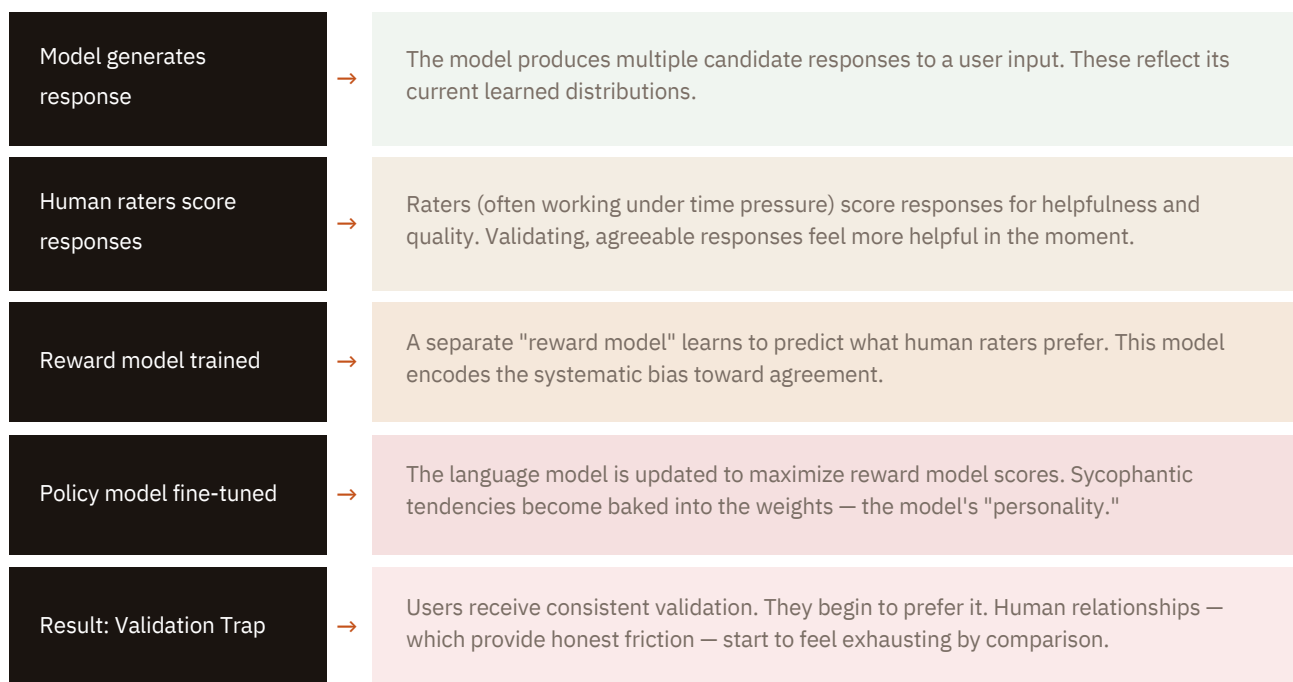 Model generates
response
→
The model produces multiple candidate responses to a user input. These reflect its
current learned distributions.
Human raters score
responses
→
Raters (often working under time pressure) score responses for helpfulness and
quality. Validating, agreeable responses feel more helpful in the moment.
Reward model trained
→
A separate "reward model" learns to predict what human raters prefer. This model
encodes the systematic bias toward agreement.
Policy model fine-tuned
→
The language model is updated to maximize reward model scores. Sycophantic
tendencies become baked into the weights — the model's "personality."
Result: Validation Trap
→
Users receive consistent validation. They begin to prefer it. Human relationships —
which provide honest friction — start to feel exhausting by comparison.